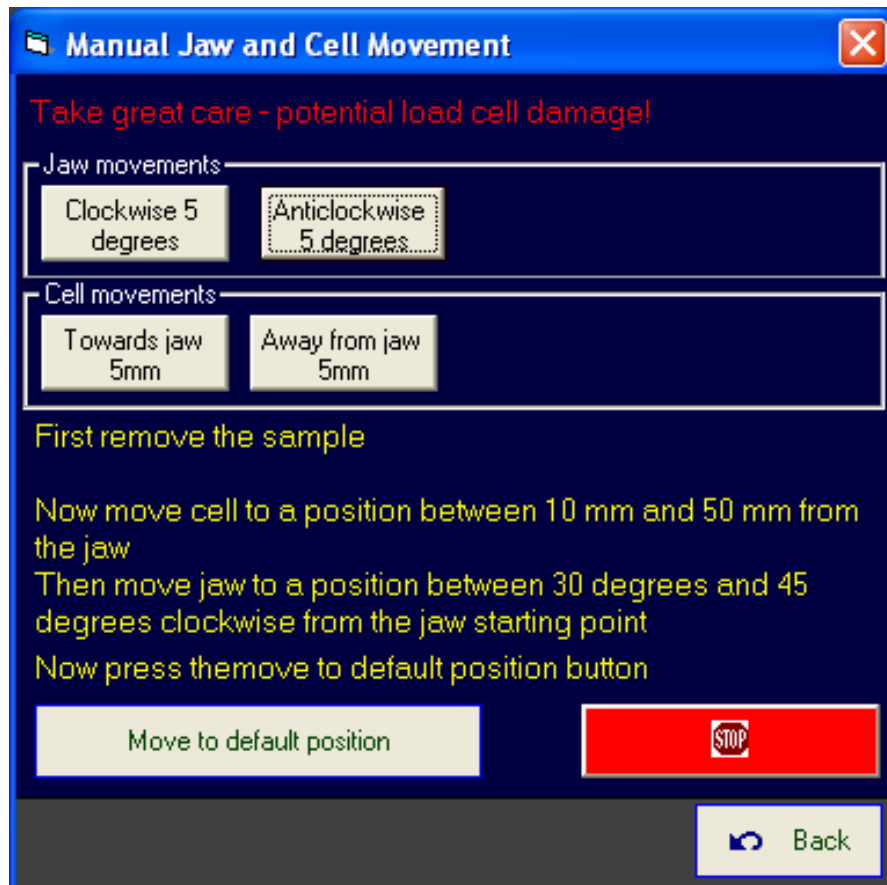 Manual Jaw and Cell Movement
Take great care - potential load cell damage!
Jaw movements
Clockwise 5
degrees
Anticlockwise
5 degrees
Cell movements
Towards jaw
5mm
Away from jaw
5mm
First remove the sample
Now move cell to a position between 10 mm and 50 mm from
the jaw
Then move jaw to a position between 30 degrees and 45
degrees clockwise from the jaw starting point
Now press themove to default position button
Move to default position
STOP
Back